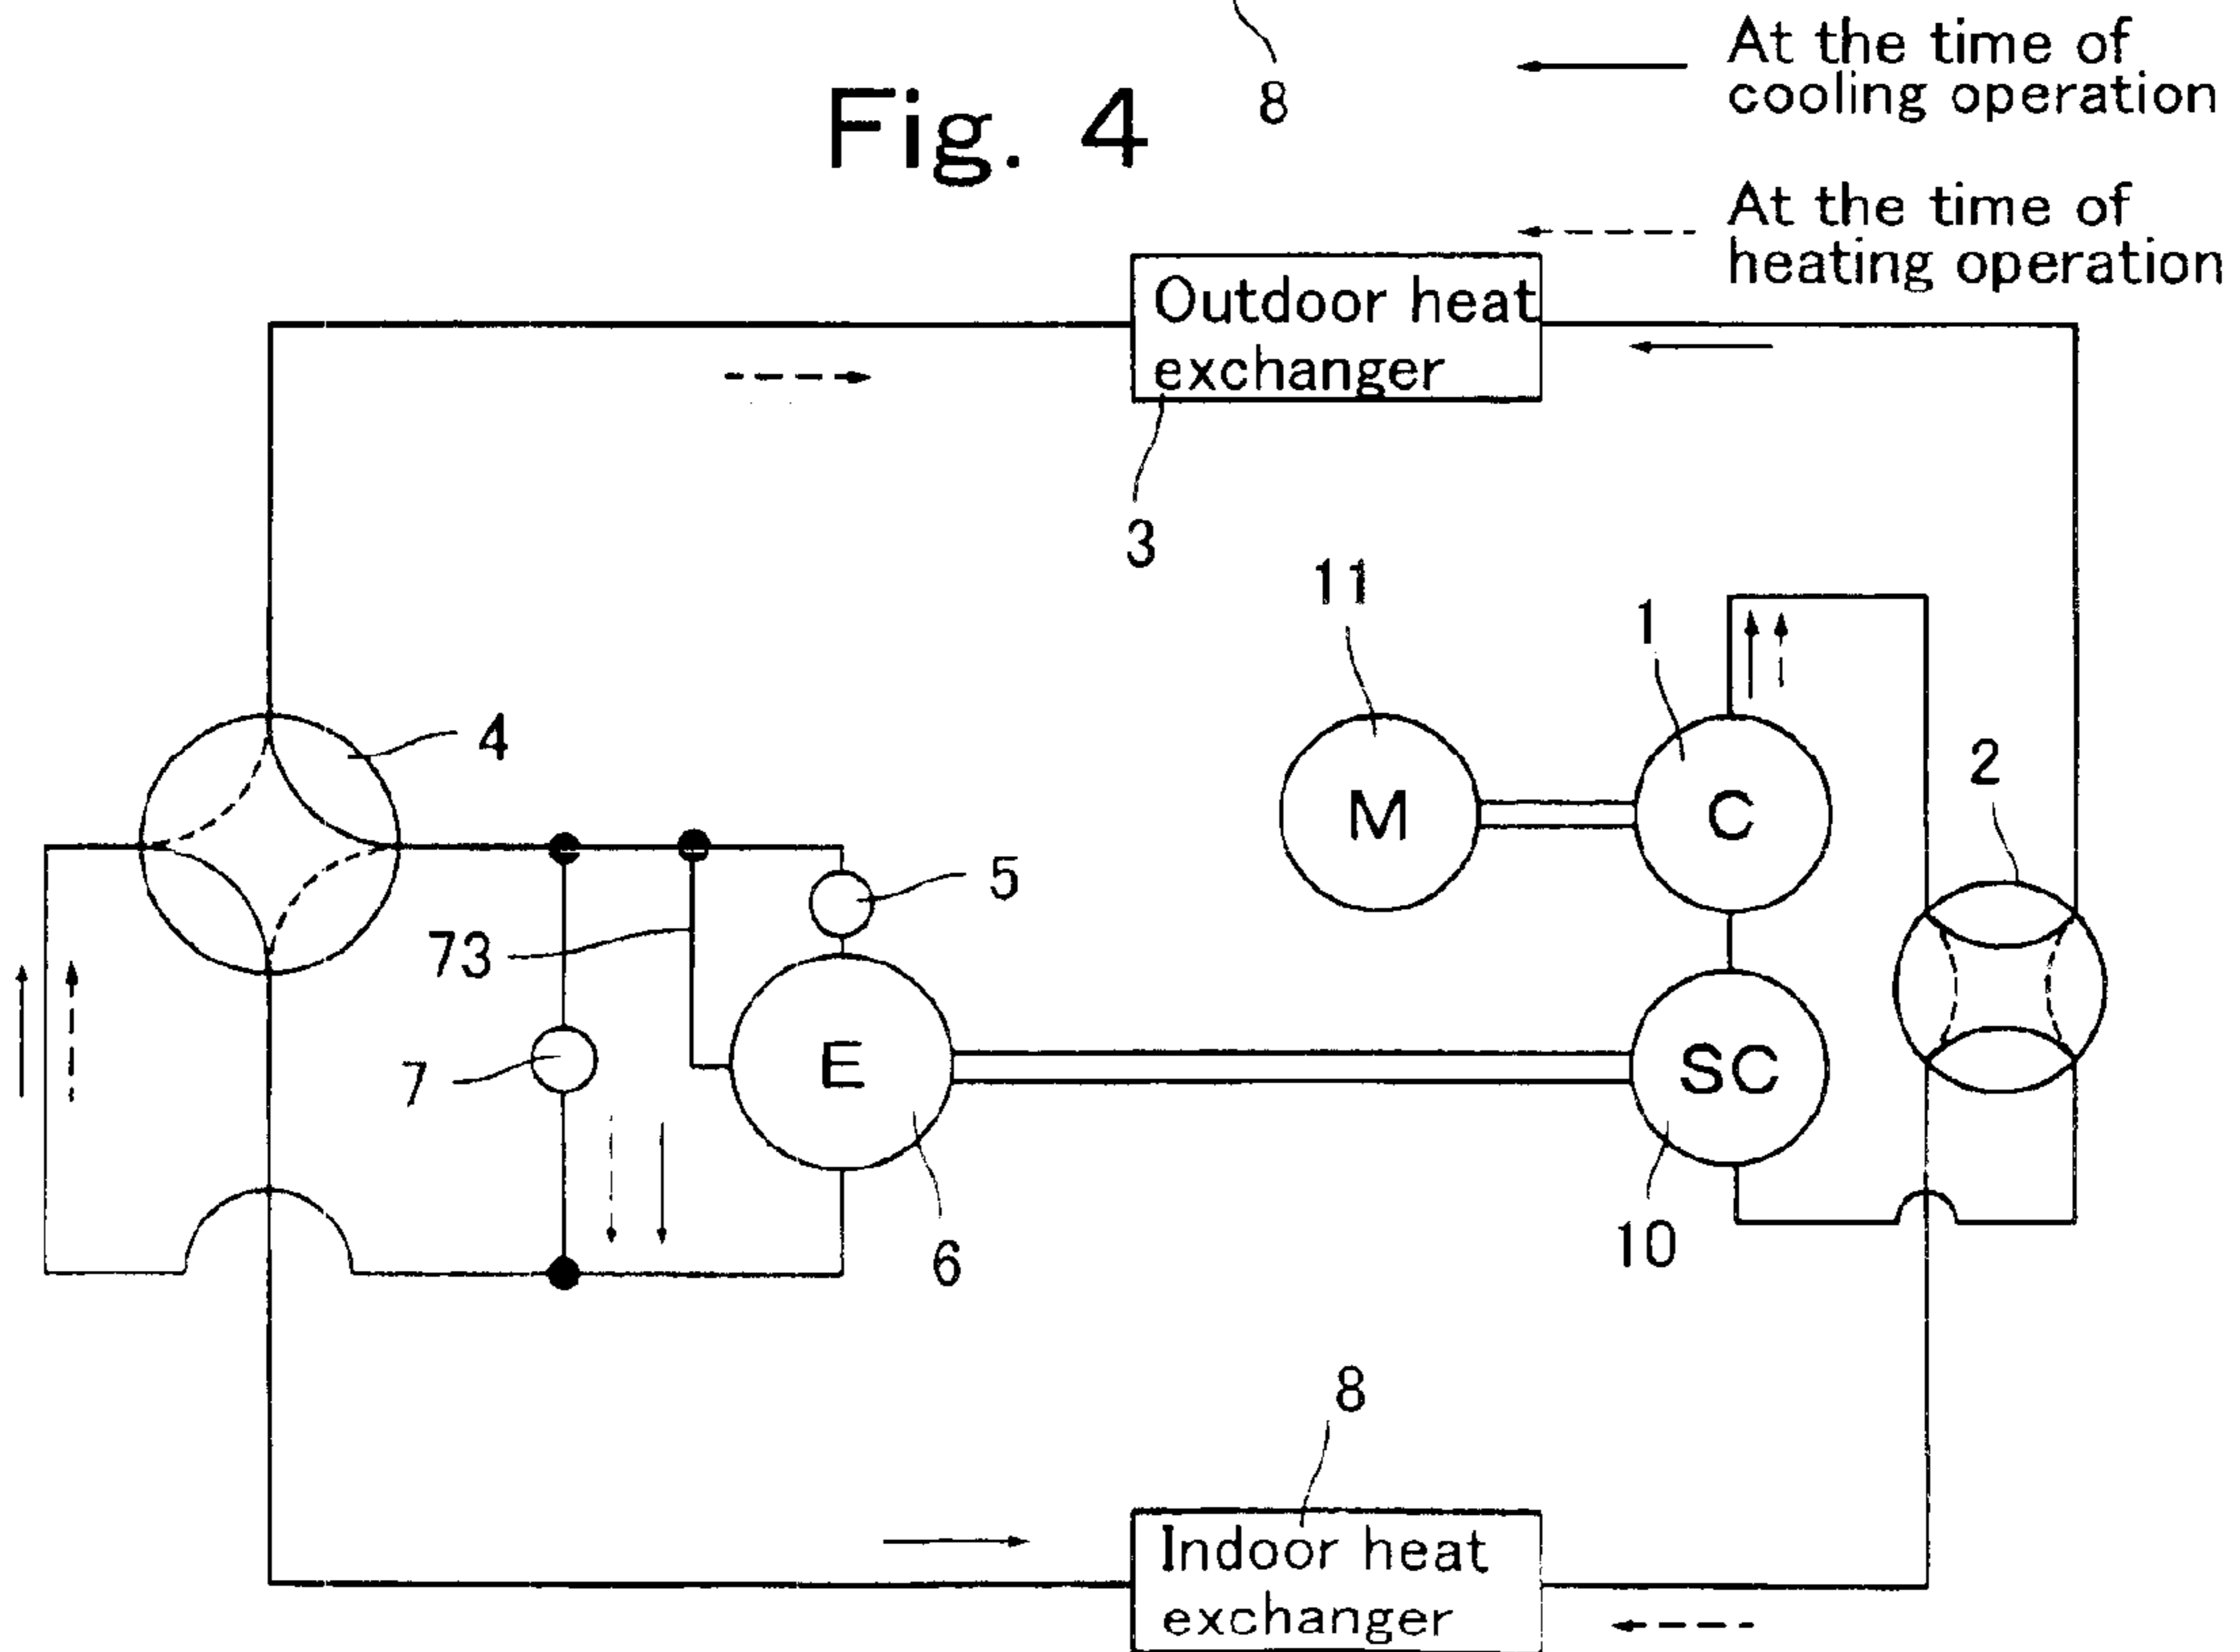 8
At the time of
cooling operation
Fig. 4
At the time of
heating operation
Outdoor heat
exchanger
3
11
1
4
2
M
C
5
73
7
E
SC
6
10
8
Indoor heat
exchanger